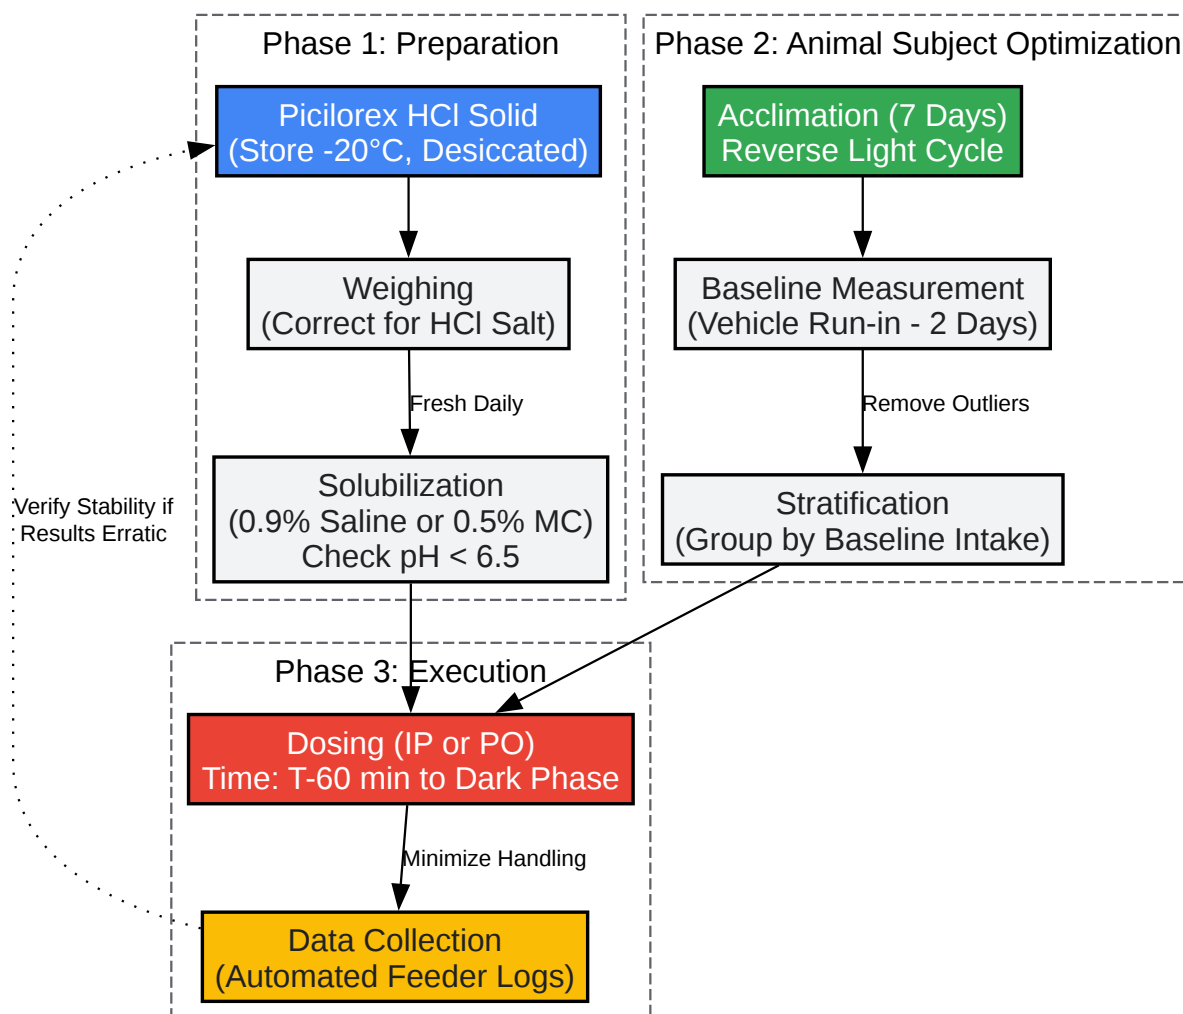 Phase 1: Preparation
Picilorex HCl Solid
(Store -20°C, Desiccated)
Weighing
(Correct for HCl Salt)
Fresh Daily
Solubilization
(0.9% Saline or 0.5% MC)
Check pH < 6.5
Verify Stability if
Results Erratic
Phase 2: Animal Subject Optimization
Acclimation (7 Days)
Reverse Light Cycle
Baseline Measurement
(Vehicle Run-in - 2 Days)
Remove Outliers
Stratification
(Group by Baseline Intake)
Phase 3: Execution
Dosing (IP or PO)
Time: T-60 min to Dark Phase
Minimize Handling
Data Collection
(Automated Feeder Logs)